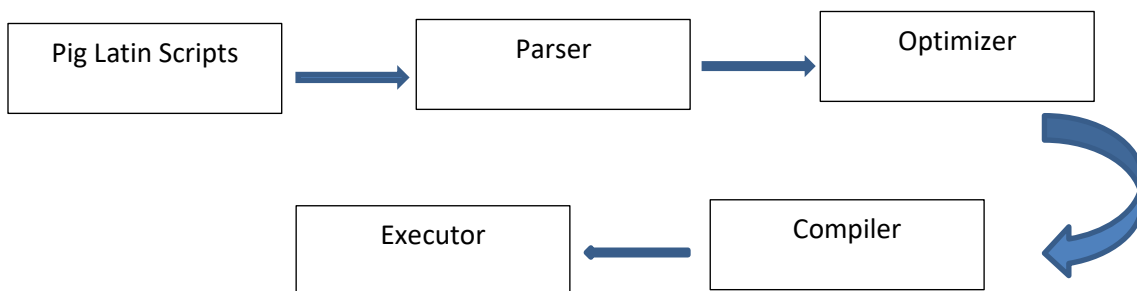 Pig Latin Scripts
Parser
Optimizer
Compiler
Executor